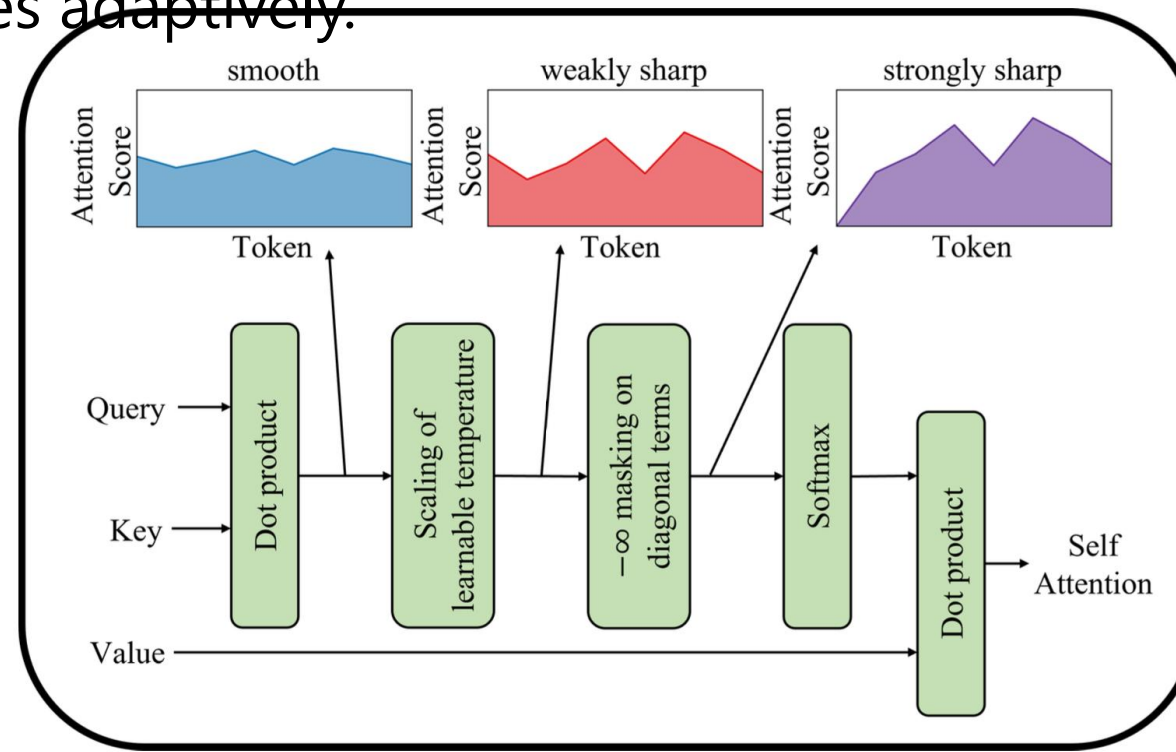 es adaptively.
smooth
weakly sharp
strongly sharp
Attention
Score
Attention
Score
Attention
Score
Token
Token
Token
Query
Key
Value
Dot product
Scaling of
learnable temperature
−∞ masking on
diagonal terms
Softmax
Dot product
Self
Attention